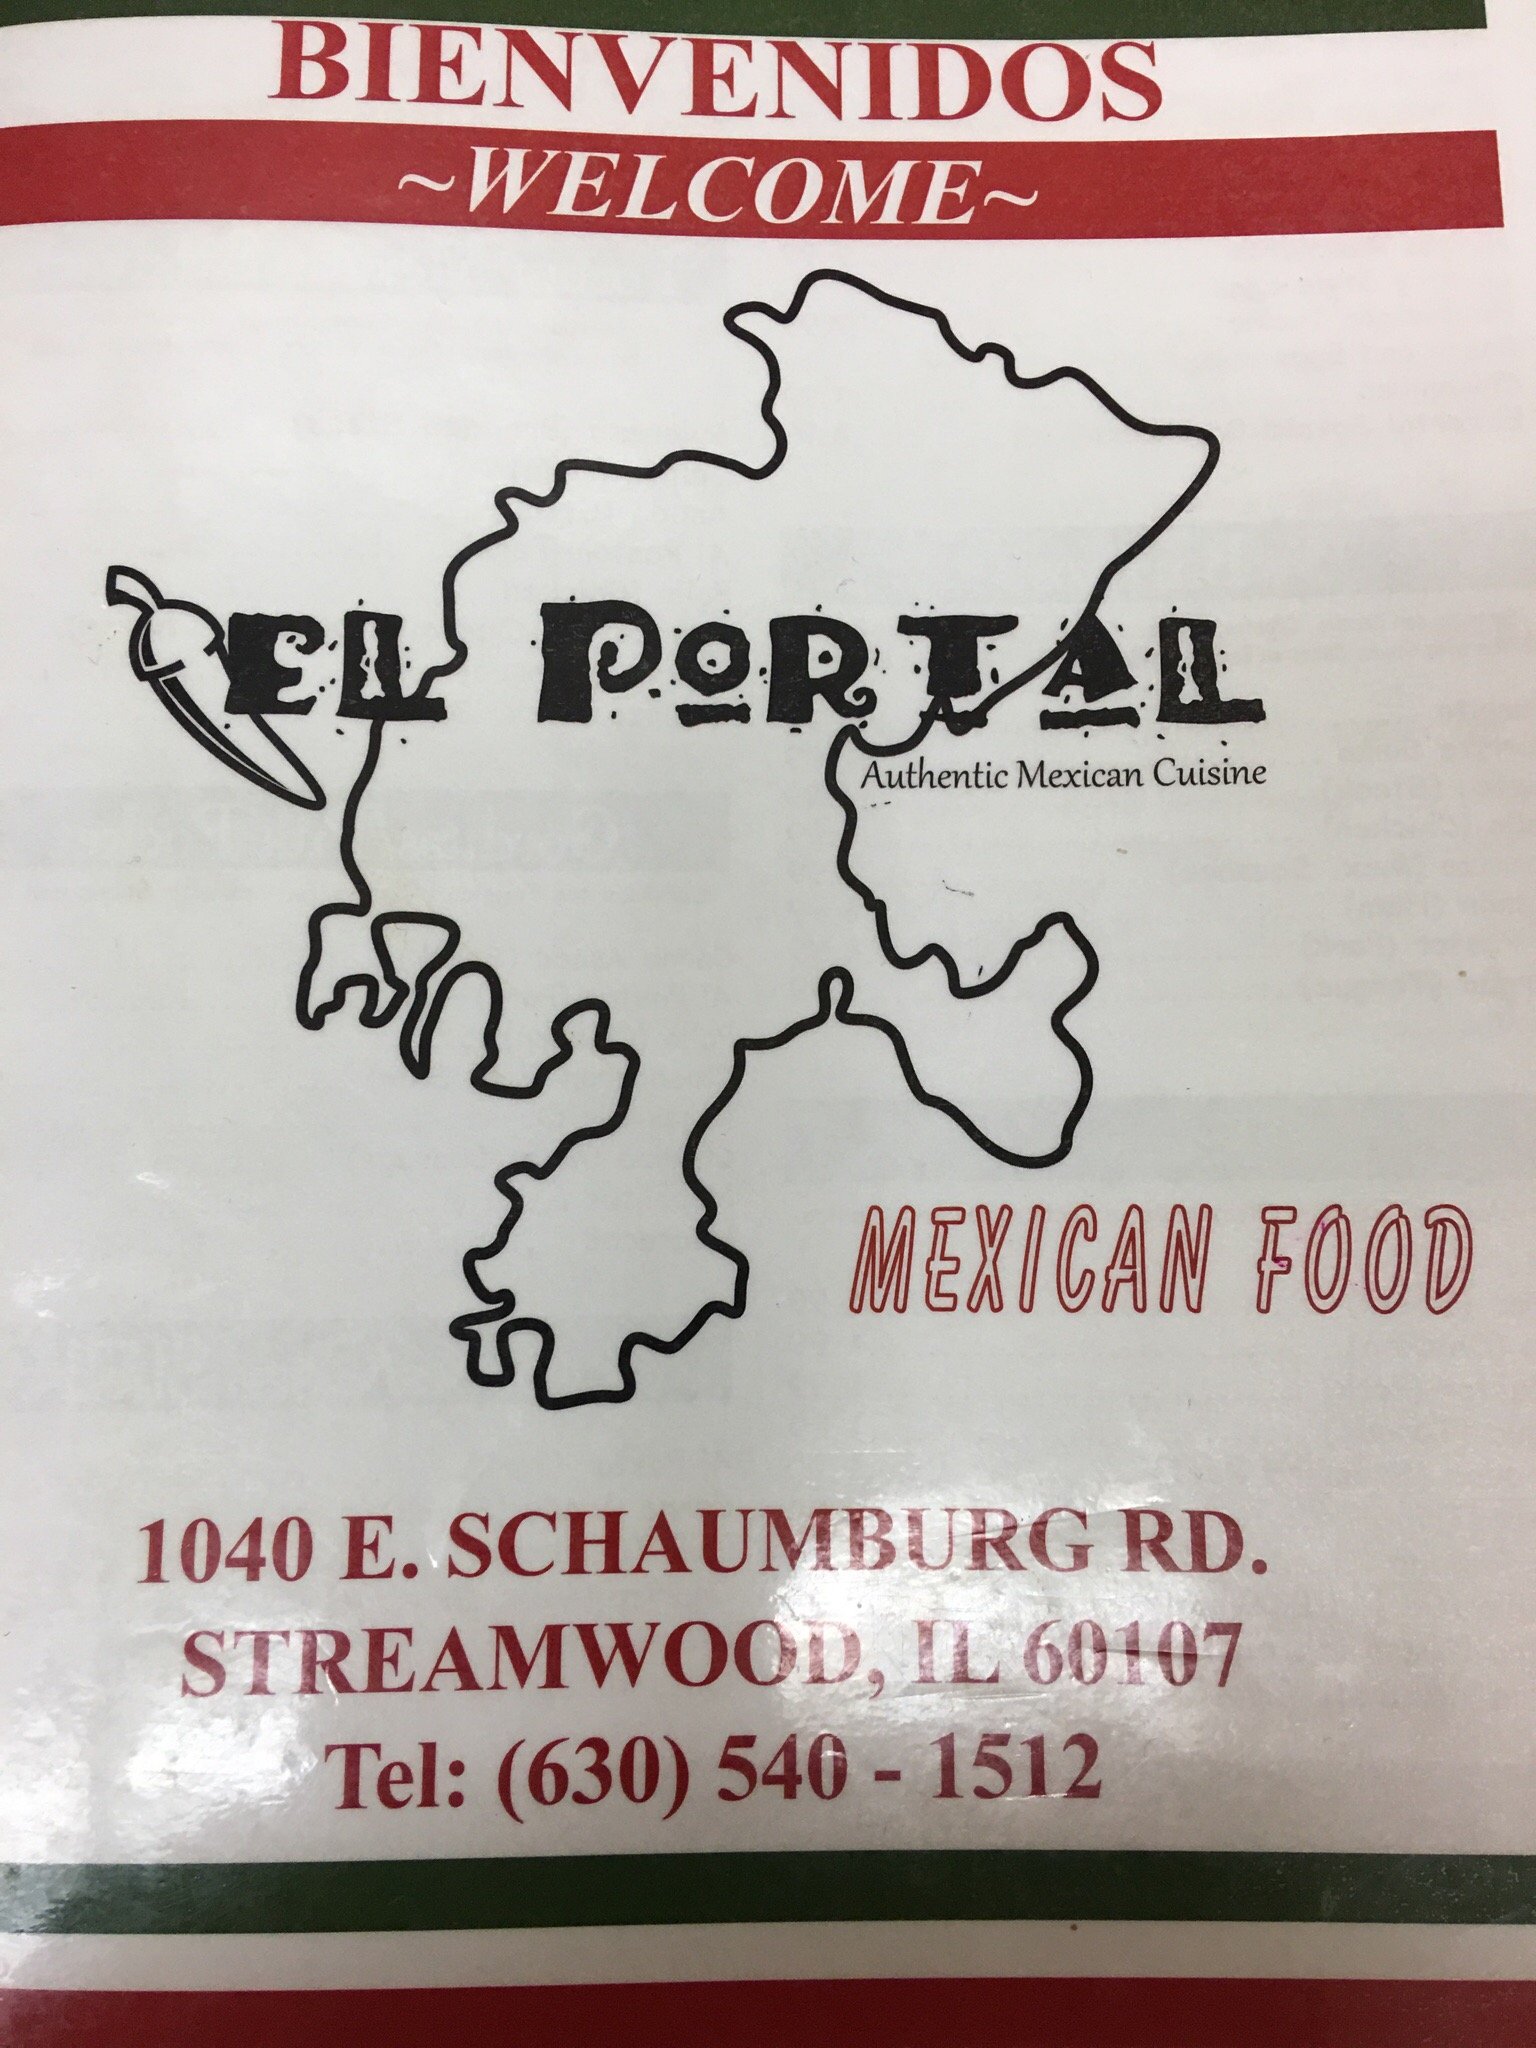 BIENVENIDOS
~WELCOME~
EL PORTAL
Authentic Mexican Cuisine
MEXICAN FOOD
1040 E. SCHAUMBURG RD.
STREAMWOOD, IL 60107
Tel: (630) 540 - 1512